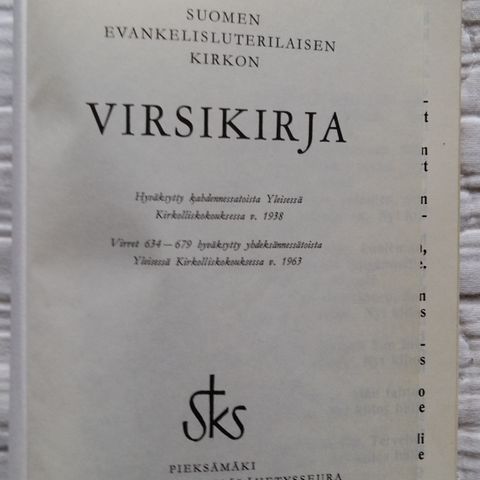 SUOMEN
EVANKELISLUTERILAISEN
KIRKON
VIRSIKIRJA
Hyväksytty kahdennessatoista Yleisessä
Kirkolliskokouksessa v. 1938
Virret 634—679 hyväksytty yhdeksännessätoista
Yleisessä Kirkolliskokouksessa v. 1963
sks
PIEKSÄMÄKI